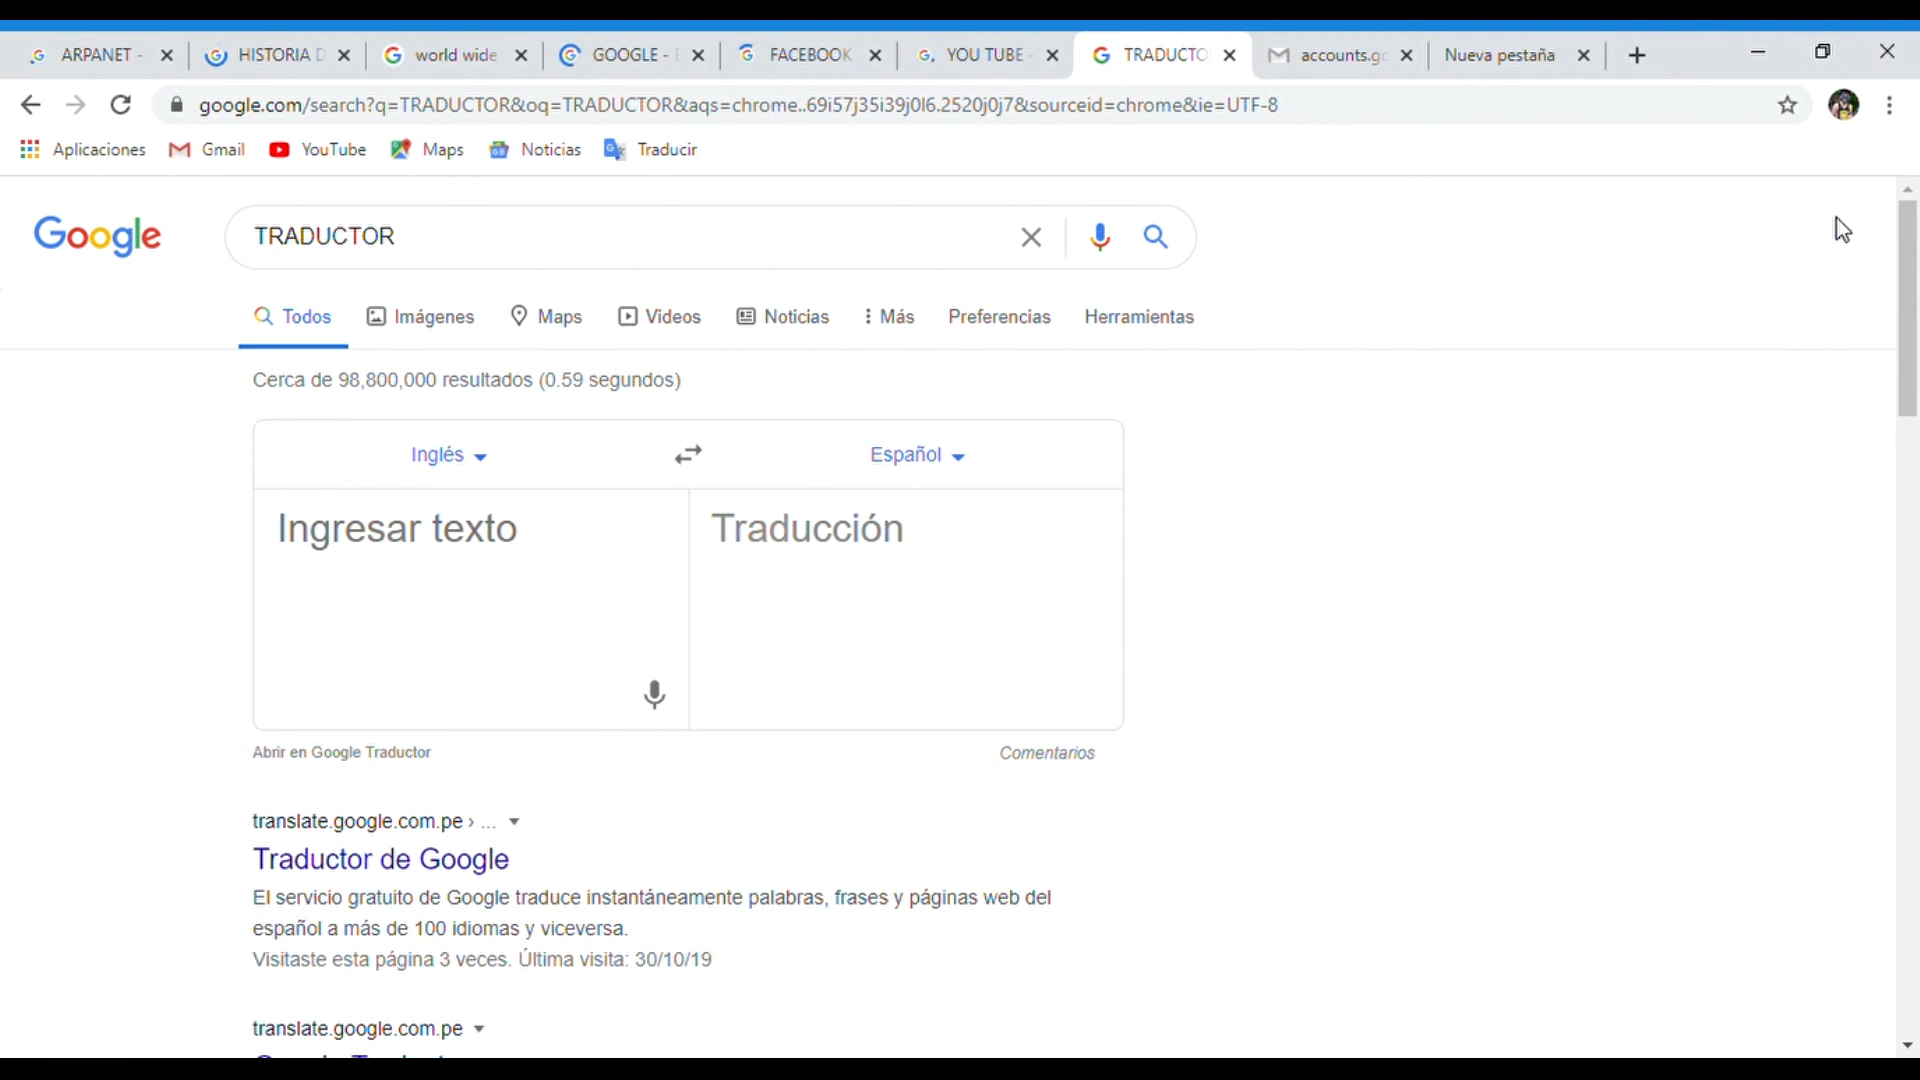 ARPANET -
HISTORIA D
world wide
GOOGLE -
FACEBOOK
YOU TUBE -
TRADUCTO
accounts.go
Nueva pestaña
google.com/search?q=TRADUCTOR&oq=TRADUCTOR&aqs=chrome..69i57j35i39j0l6.2520j0j7&sourceid=chrome&ie=UTF-8
Aplicaciones
Gmail
YouTube
Maps
Noticias
Traducir
Google
TRADUCTOR
Todos
Imágenes
Maps
Videos
Noticias
Más
Preferencias
Herramientas
Cerca de 98,800,000 resultados (0.59 segundos)
Inglés
Español
Ingresar texto
Traducción
Abrir en Google Traductor
Comentarios
translate.google.com.pe › ...
Traductor de Google
El servicio gratuito de Google traduce instantáneamente palabras, frases y páginas web del
español a más de 100 idiomas y viceversa.
Visitaste esta página 3 veces. Última visita: 30/10/19
translate.google.com.pe